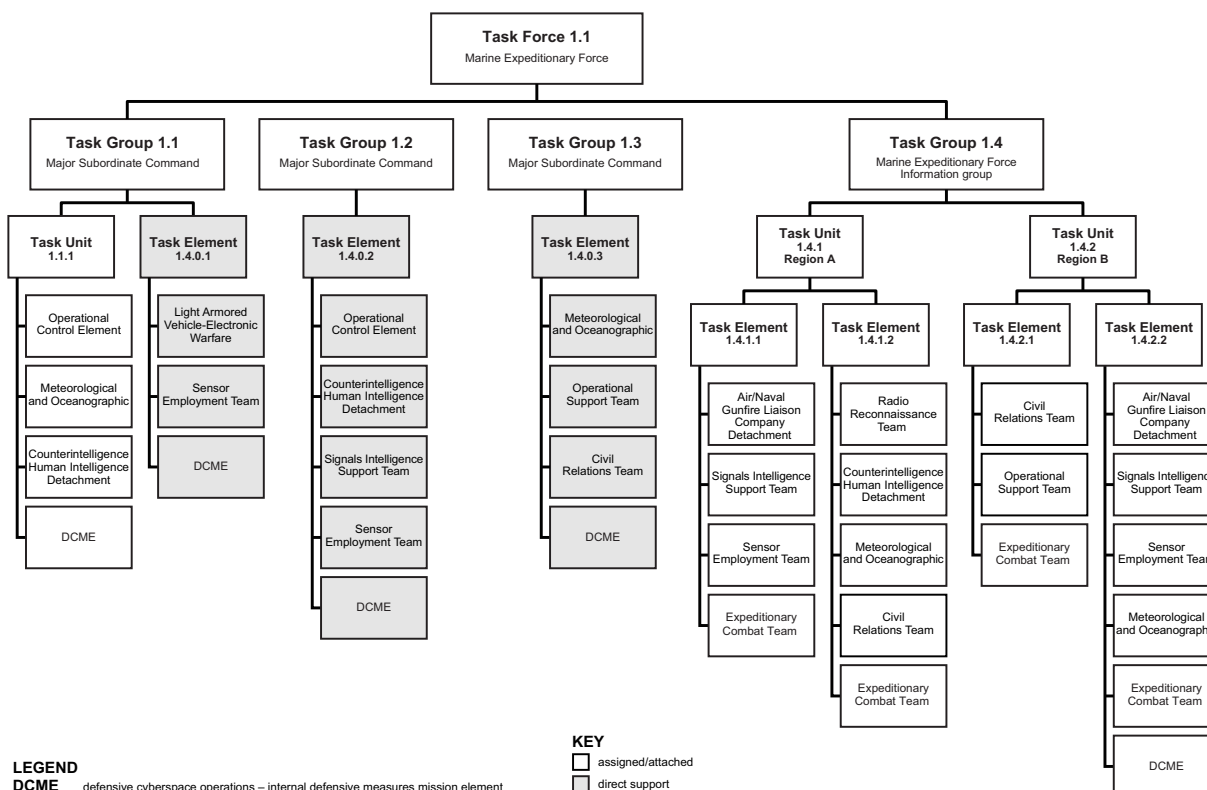 Task Force 1.1
Marine Expeditionary Force
Task Group 1.1
Major Subordinate Command
Task Group 1.2
Major Subordinate Command
Task Group 1.3
Major Subordinate Command
Task Group 1.4
Marine Expeditionary Force
Information group
Task Unit
1.1.1
Operational
Control Element
Meteorological
and Oceanographic
Counterintelligence
Human Intelligence
Detachment
DCME
Task Element
1.4.0.1
Light Armored
Vehicle-Electronic
Warfare
Sensor
Employment Team
DCME
Task Element
1.4.0.2
Operational
Control Element
Counterintelligence
Human Intelligence
Detachment
Signals Intelligence
Support Team
Sensor
Employment Team
DCME
Task Element
1.4.0.3
Meteorological
and Oceanographic
Operational
Support Team
Civil
Relations Team
DCME
Task Unit
1.4.1
Region A
Task Element
1.4.1.1
Air/Naval
Gunfire Liaison
Company
Detachment
Signals Intelligence
Support Team
Sensor
Employment Team
Expeditionary
Combat Team
Task Element
1.4.1.2
Radio
Reconnaissance
Team
Counterintelligence
Human Intelligence
Detachment
Meteorological
and Oceanographic
Civil
Relations Team
Expeditionary
Combat Team
Task Unit
1.4.2
Region B
Task Element
1.4.2.1
Civil
Relations Team
Operational
Support Team
Expeditionary
Combat Team
Task Element
1.4.2.2
Air/Naval
Gunfire Liaison
Company
Detachment
Signals Intelligence
Support Team
Sensor
Employment Team
Meteorological
and Oceanographic
Expeditionary
Combat Team
DCME
LEGEND
DCME defensive cyberspace operations – internal defensive measures mission element
KEY
assigned/attached
direct support